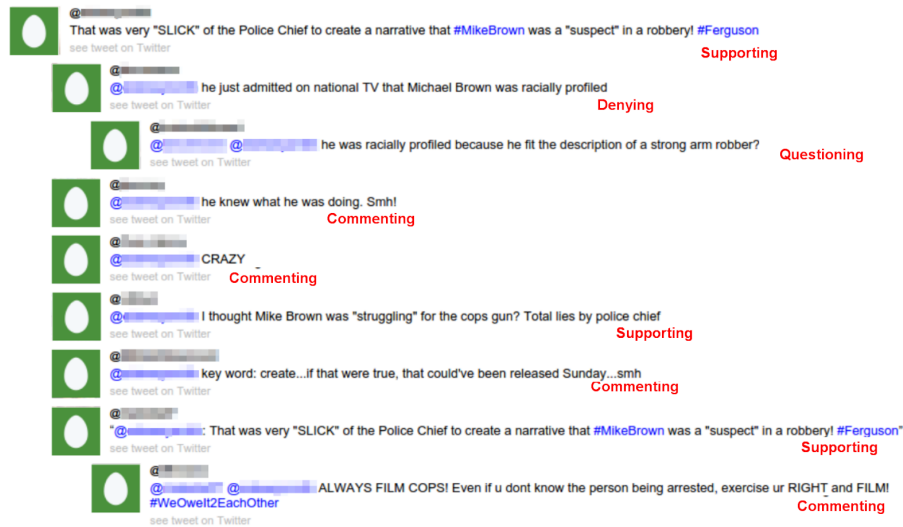 @
That was very "SLICK" of the Police Chief to create a narrative that #MikeBrown was a "suspect" in a robbery! #Ferguson
see tweet on Twitter
Supporting
@
@ he just admitted on national TV that Michael Brown was racially profiled
see tweet on Twitter
Denying
@
@ @ he was racially profiled because he fit the description of a strong arm robber?
see tweet on Twitter
Questioning
@
@ he knew what he was doing. Smh!
see tweet on Twitter
Commenting
@
@ CRAZY
see tweet on Twitter
Commenting
@
@ I thought Mike Brown was "struggling" for the cops gun? Total lies by police chief
see tweet on Twitter
Supporting
@
@ key word: create...if that were true, that could've been released Sunday...smh
see tweet on Twitter
Commenting
@
"@: That was very "SLICK" of the Police Chief to create a narrative that #MikeBrown was a "suspect" in a robbery! #Ferguson"
see tweet on Twitter
Supporting
@
@ @ ALWAYS FILM COPS! Even if u dont know the person being arrested, exercise ur RIGHT and FILM!
#WeOweIt2EachOther
see tweet on Twitter
Commenting